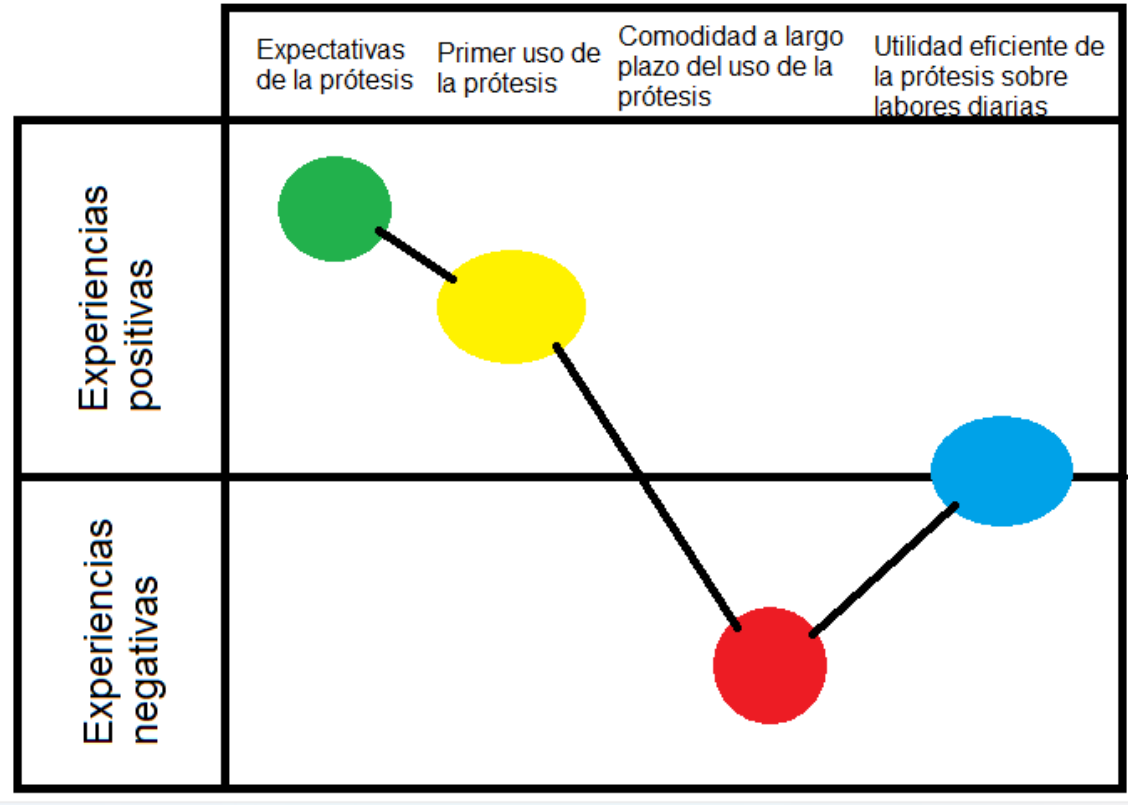 Expectativas
de la prótesis
Primer uso de
la prótesis
Comodidad a largo
plazo del uso de la
prótesis
Utilidad eficiente de
la prótesis sobre
labores diarias
Experiencias
positivas
Experiencias
negativas